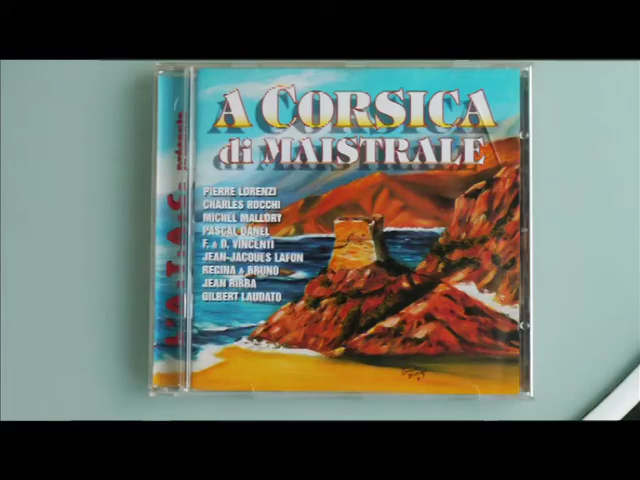 A CORSICA
di MAISTRALE
PIERRE LORENZI
CHARLES ROCCHI
MICHEL MALLORY
PASCAL DANEL
F. & D. VINCENTI
JEAN-JACQUES LAFON
REGINA & BRUNO
JEAN RIBRA
GILBERT LAUDATO